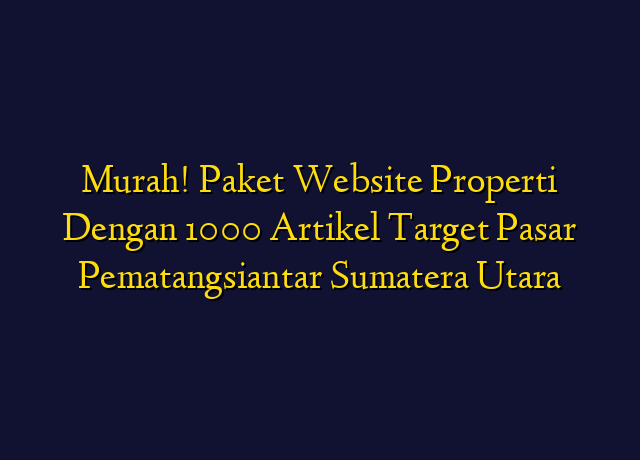 Murah! Paket Website Properti
Dengan 1000 Artikel Target Pasar
Pematangsiantar Sumatera Utara